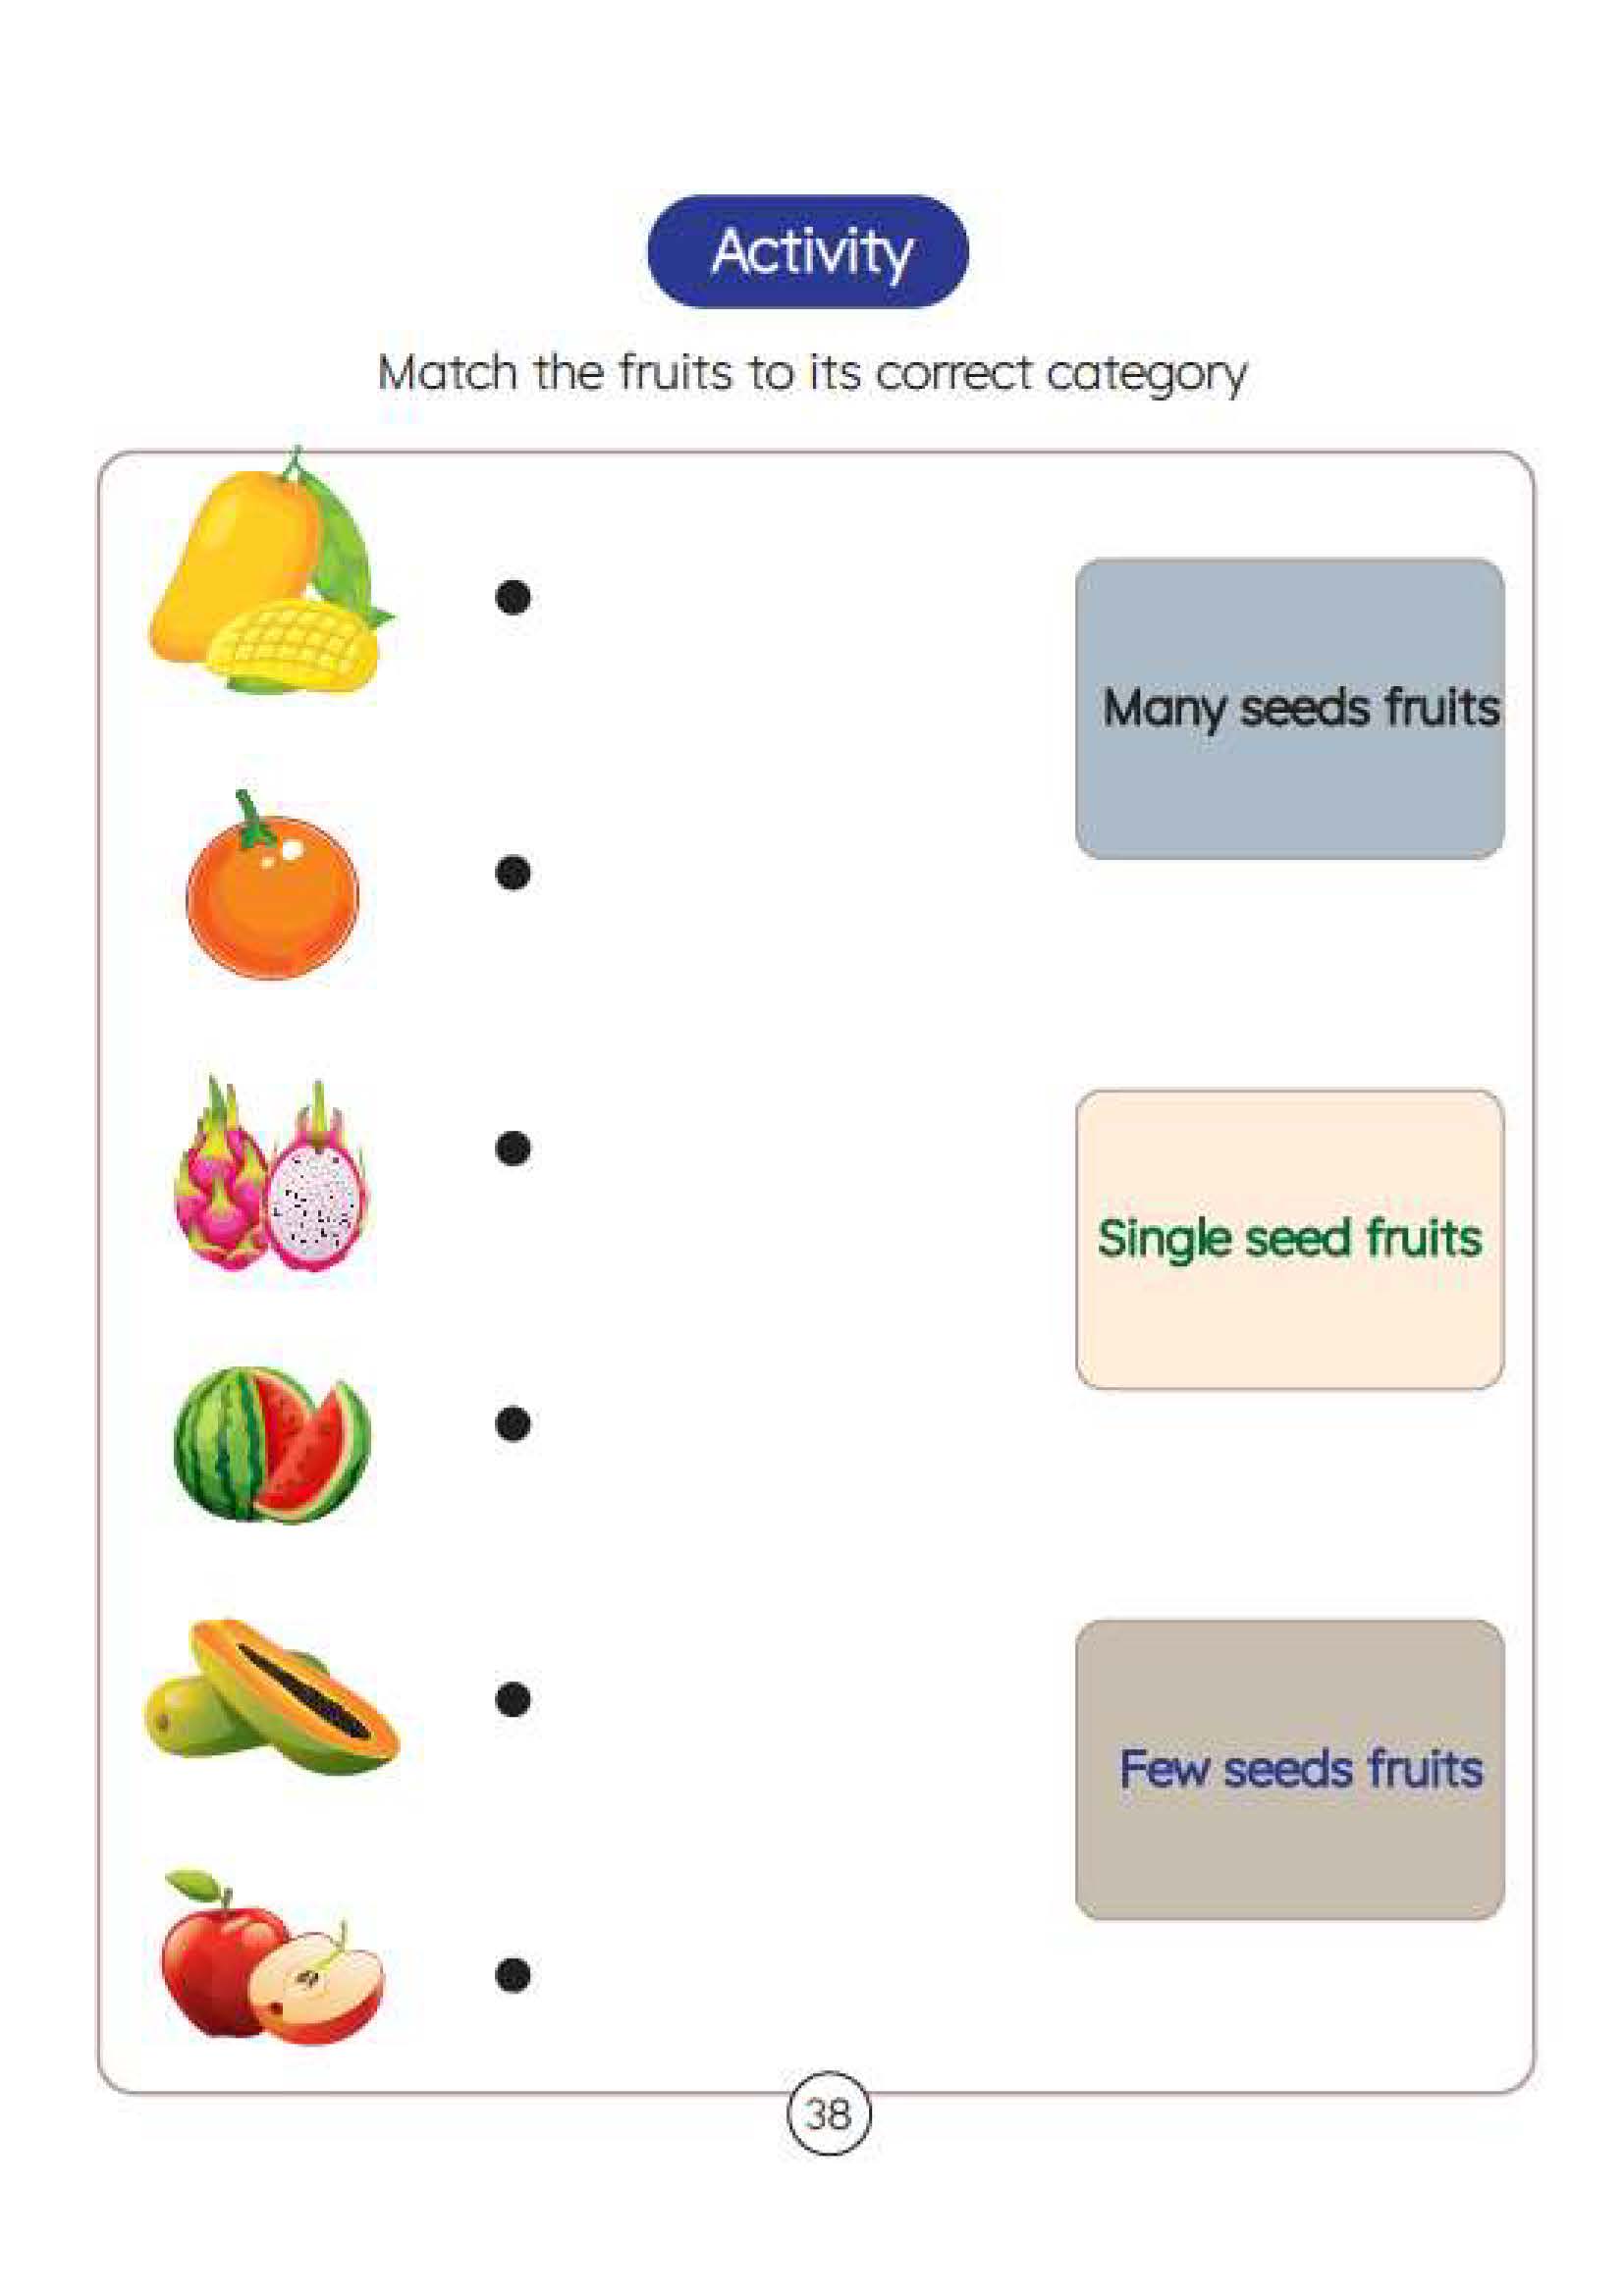 Activity
Match the fruits to its correct category
Many seeds fruits
Single seed fruits
Few seeds fruits
38